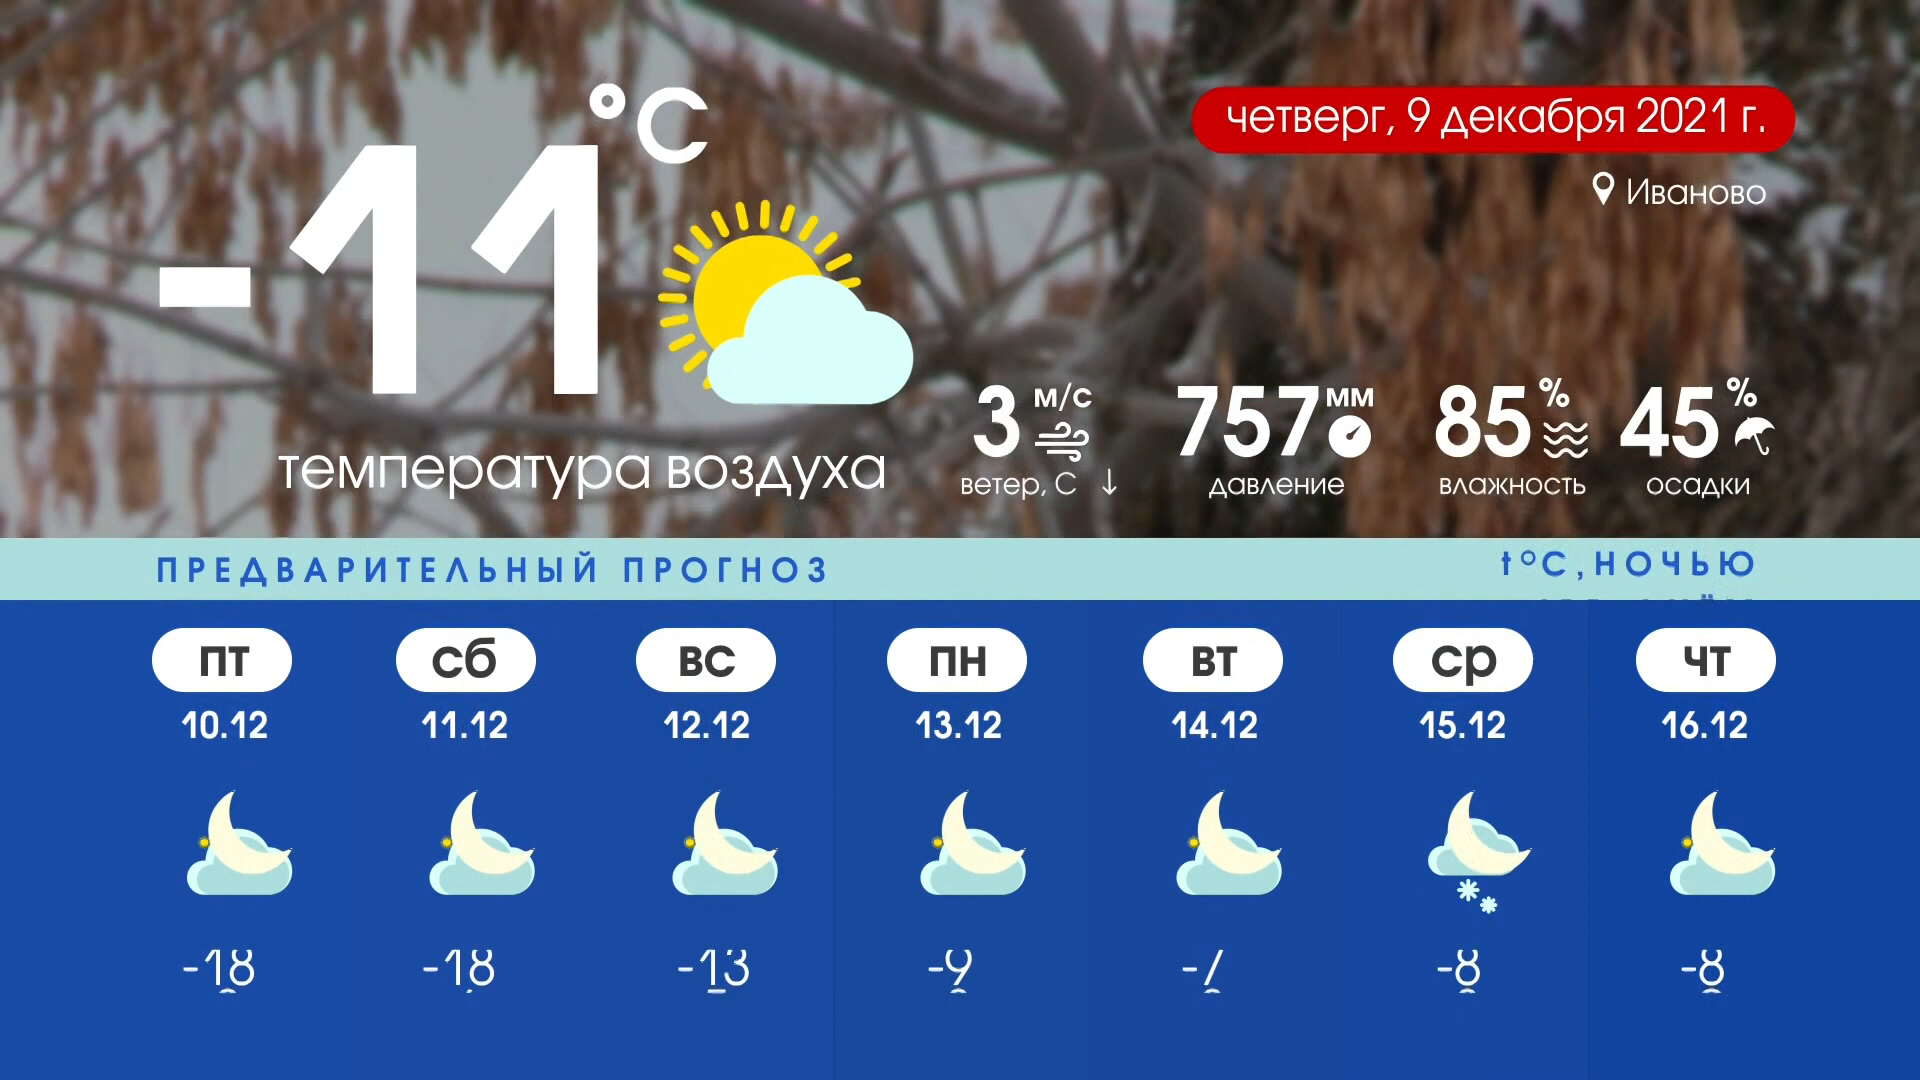 -11 °C
температура воздуха
четверг, 9 декабря 2021 г.
Иваново
3 м/с
ветер, С ↓
757 мм
давление
85 %
влажность
45 %
осадки
ПРЕДВАРИТЕЛЬНЫЙ ПРОГНОЗ
t°C, НОЧЬЮ
пт сб вс пн вт ср чт
10.12 11.12 12.12 13.12 14.12 15.12 16.12
-18 -18 -13 -9 -7 -8 -8